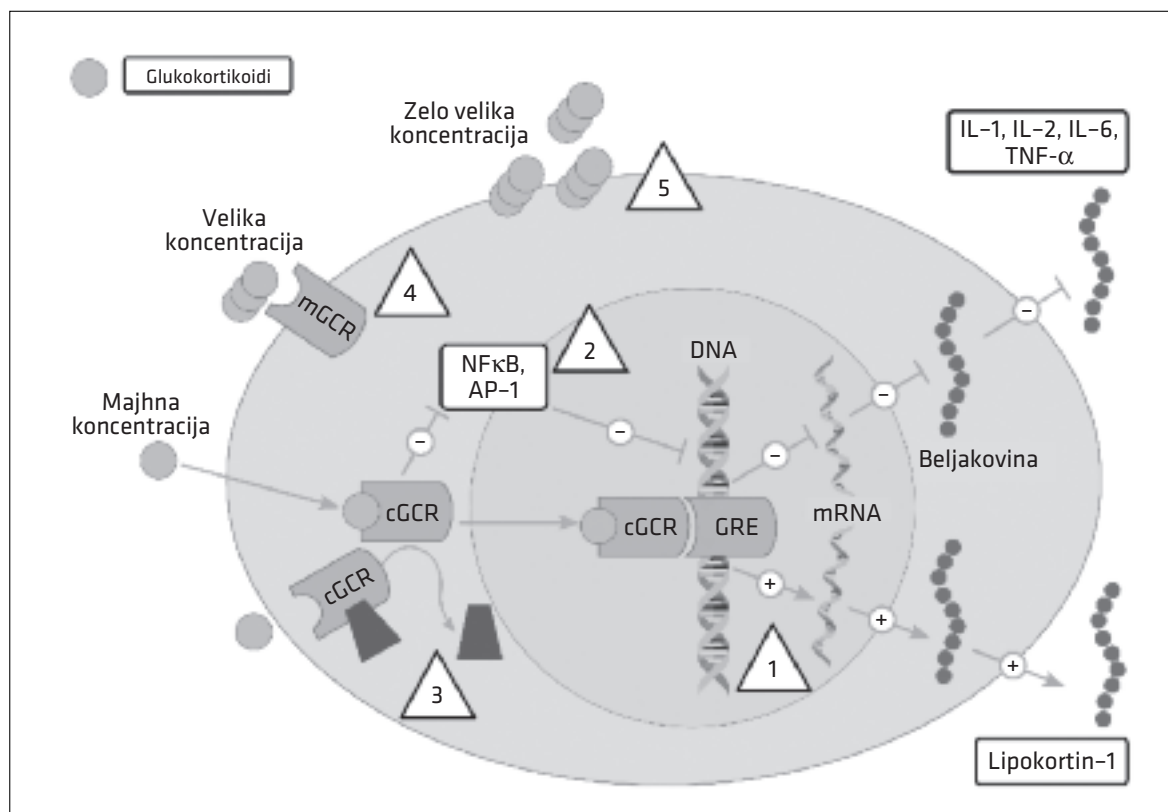 Glukokortikoidi
Zelo velika
koncentracija
IL–1, IL–2, IL–6,
TNF-α
5
Velika
koncentracija
4
mGCR
2
DNA
NFκB,
AP–1
–
–
–
–
–
Majhna
koncentracija
Beljakovina
cGCR
cGCR
GRE
mRNA
cGCR
+
+
+
1
3
Lipokortin–1